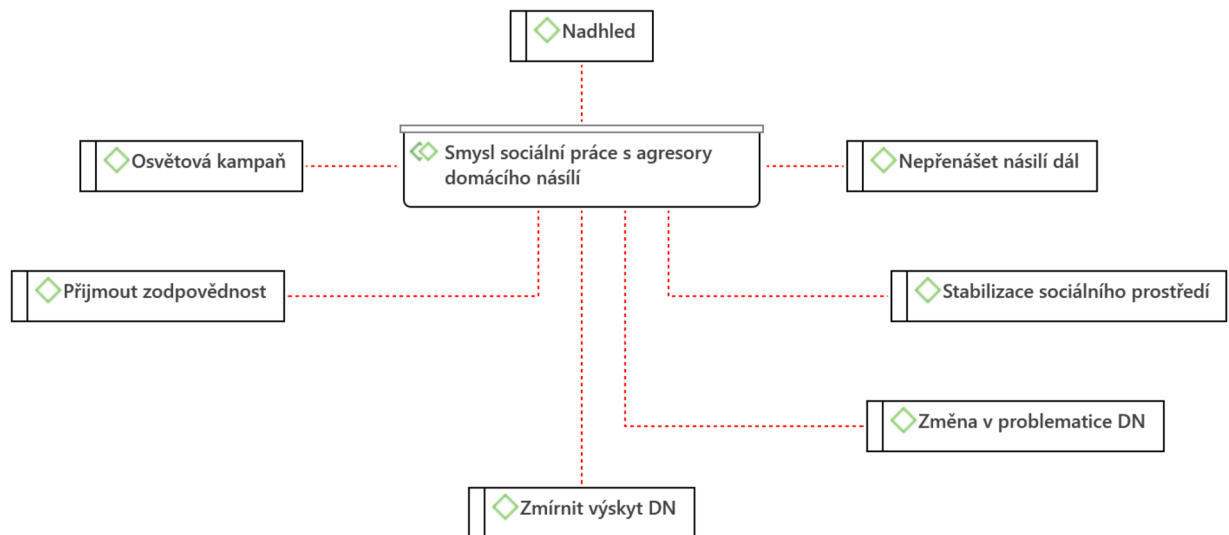 Nadhled
Osvětová kampaň
Smysl sociální práce s agresory
domácího násílí
Nepřenášet násilí dál
Přijmout zodpovědnost
Stabilizace sociálního prostředí
Změna v problematice DN
Zmírnit výskyt DN